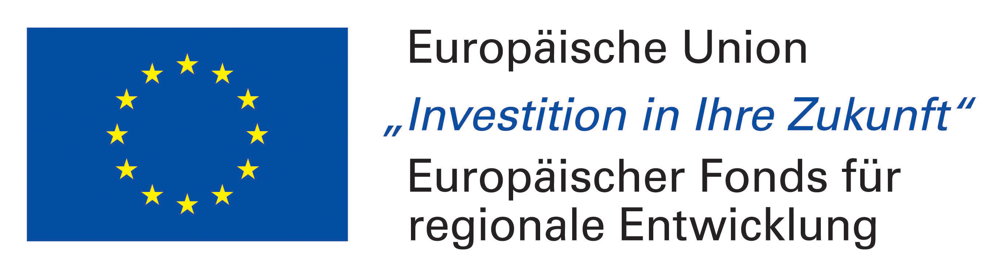 Europäische Union
„Investition in Ihre Zukunft“
Europäischer Fonds für
regionale Entwicklung